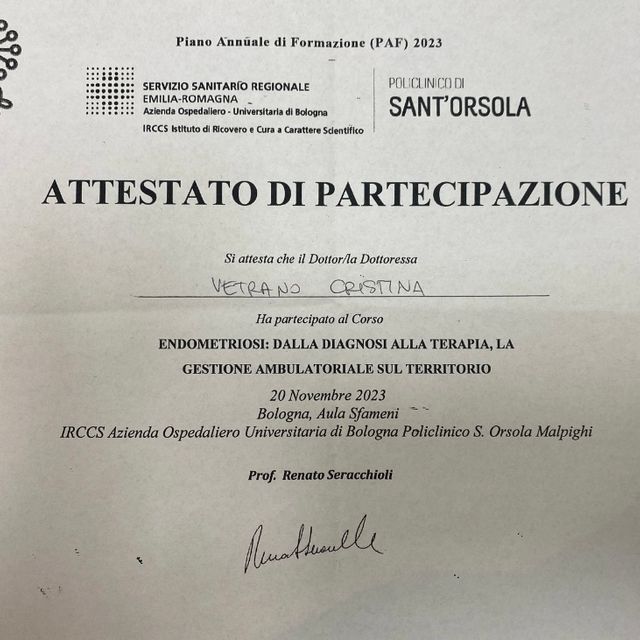 Piano Annuale di Formazione (PAF) 2023
SERVIZIO SANITARIO REGIONALE
EMILIA-ROMAGNA
Azienda Ospedaliero - Universitaria di Bologna
IRCCS Istituto di Ricovero e Cura a Carattere Scientifico
POLICLINICO DI
SANT'ORSOLA
ATTESTATO DI PARTECIPAZIONE
Si attesta che il Dottor/la Dottoressa
VETRANO CRISTINA
Ha partecipato al Corso
ENDOMETRIOSI: DALLA DIAGNOSI ALLA TERAPIA, LA
GESTIONE AMBULATORIALE SUL TERRITORIO
20 Novembre 2023
Bologna, Aula Sfameni
IRCCS Azienda Ospedaliero Universitaria di Bologna Policlinico S. Orsola Malpighi
Prof. Renato Seracchioli